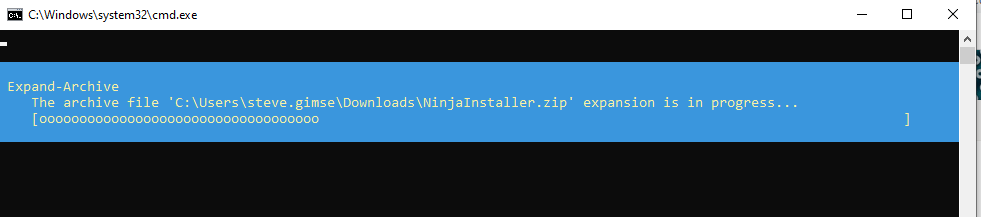 C:\Windows\system32\cmd.exe
Expand-Archive
The archive file 'C:\Users\steve.gimse\Downloads\NinjaInstaller.zip' expansion is in progress...
[ooooooooooooooooooooooooooooooooooo ]